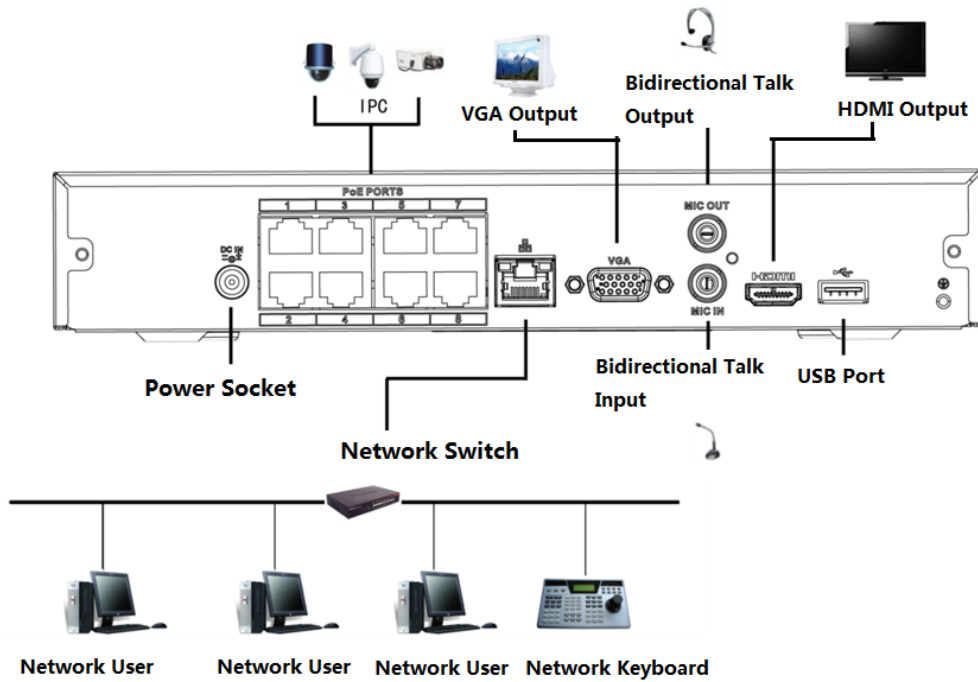 IPC
VGA Output
Bidirectional Talk
Output
HDMI Output
PoE PORTS
1 3 5 7
MIC OUT
DC IN
VGA
HDMI
2 4 6 8
MIC IN
Power Socket
Bidirectional Talk
Input
USB Port
Network Switch
Network User
Network User
Network User
Network Keyboard